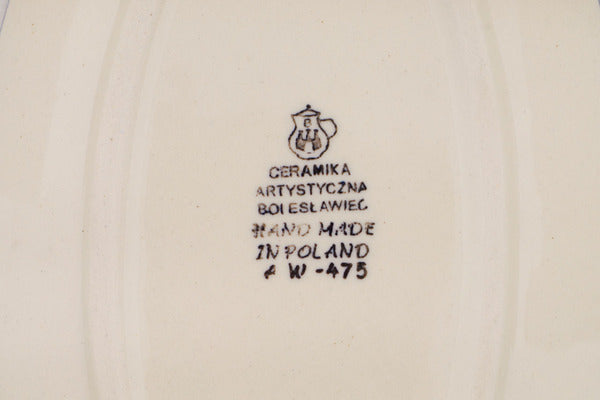 CERAMIKA
ARTYSTYCZNA
BOLESŁAWIEC
HAND MADE
IN POLAND
A W -475